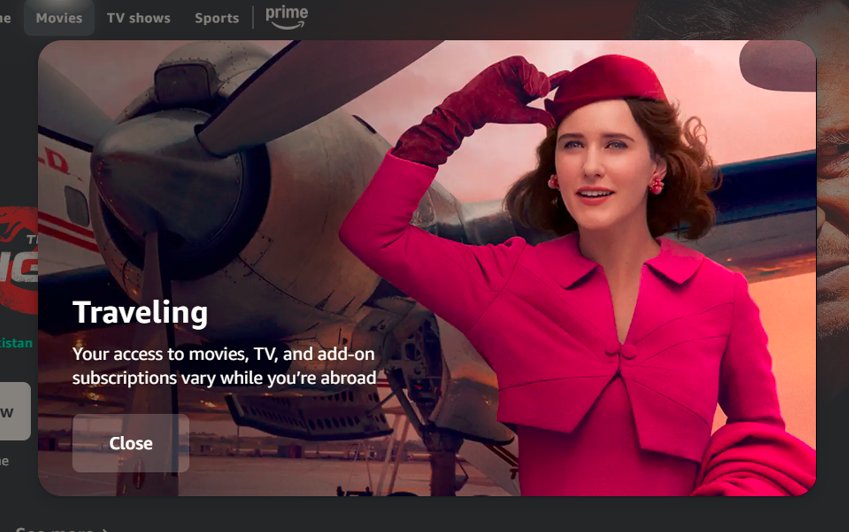 Movies
TV shows
Sports
prime
Traveling
Your access to movies, TV, and add-on
subscriptions vary while you're abroad
Close